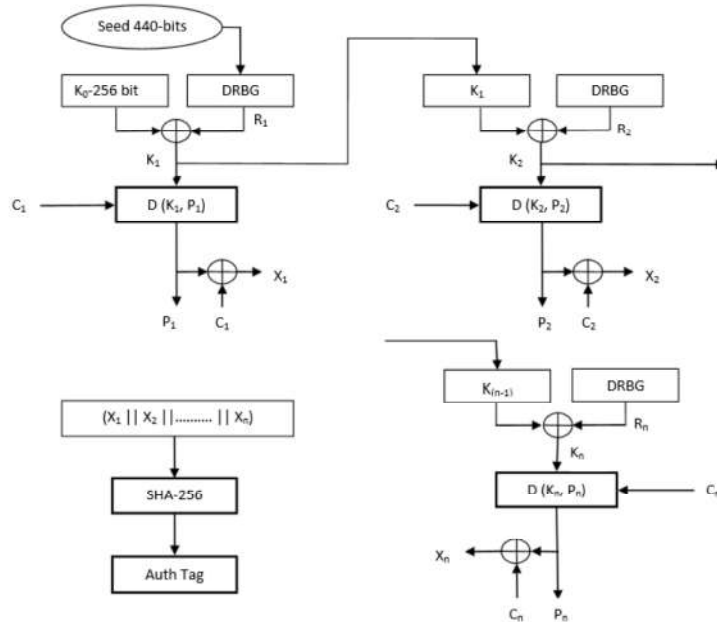 Seed 440-bits
K₀-256 bit
DRBG
R₁
K₁
C₁
D (K₁, P₁)
X₁
P₁
C₁
K₁
DRBG
R₂
K₂
C₂
D (K₂, P₂)
X₂
P₂
C₂
(X₁ || X₂ ||.......... || Xₙ)
SHA-256
Auth Tag
K₍ₙ₋₁₎
DRBG
Rₙ
Kₙ
D (Kₙ, Pₙ)
Xₙ
Cₙ
Pₙ